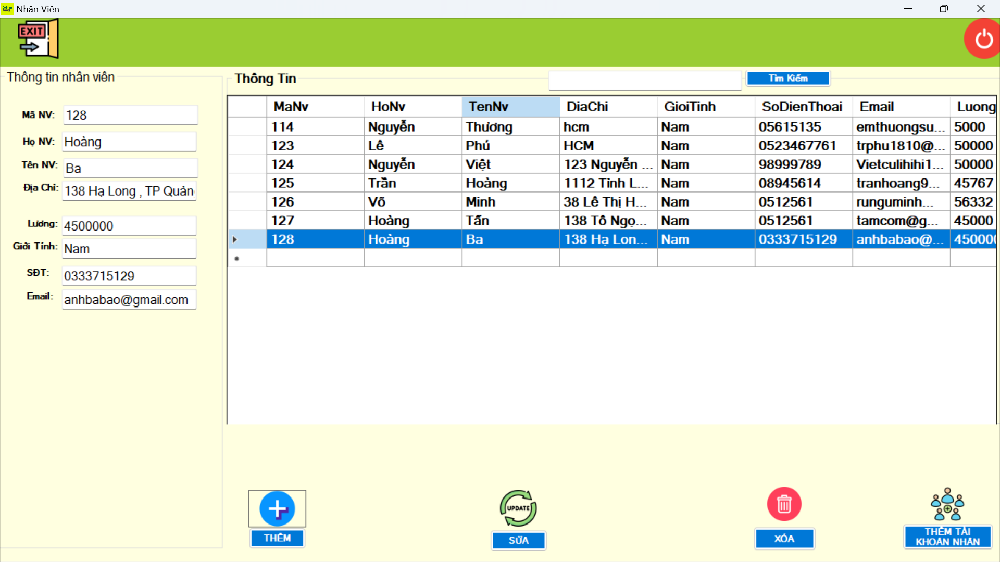 Nhân Viên
EXIT
Thông tin nhân viên
Mã NV: 128
Họ NV: Hoàng
Tên NV: Ba
Địa Chỉ: 138 Hạ Long , TP Quản
Lương: 4500000
Giới Tính: Nam
SĐT: 0333715129
Email: anhbabao@gmail.com
Thông Tin Tìm Kiếm
MaNv HoNv TenNv DiaChi GioiTinh SoDienThoai Email Luong
114 Nguyễn Thương hcm Nam 05615135 emthuongsu... 5000
123 Lê Phú HCM Nam 0523467761 trphu1810@... 50000
124 Nguyễn Việt 123 Nguyễn ... Nam 98999789 Vietculihihi1... 50000
125 Trần Hoàng 1112 Tỉnh L... Nam 08945614 tranhoang9... 45767
126 Võ Minh 38 Lê Thị H... Nam 0512561 runguminh... 56332
127 Hoàng Tấn 138 Tô Ngọ... Nam 0512561 tamcom@g... 45000
128 Hoàng Ba 138 Hạ Lon... Nam 0333715129 anhbabao@... 45000
UPDATE
THÊM
SỬA
XÓA
THÊM TÀI
KHOẢN NHÂN